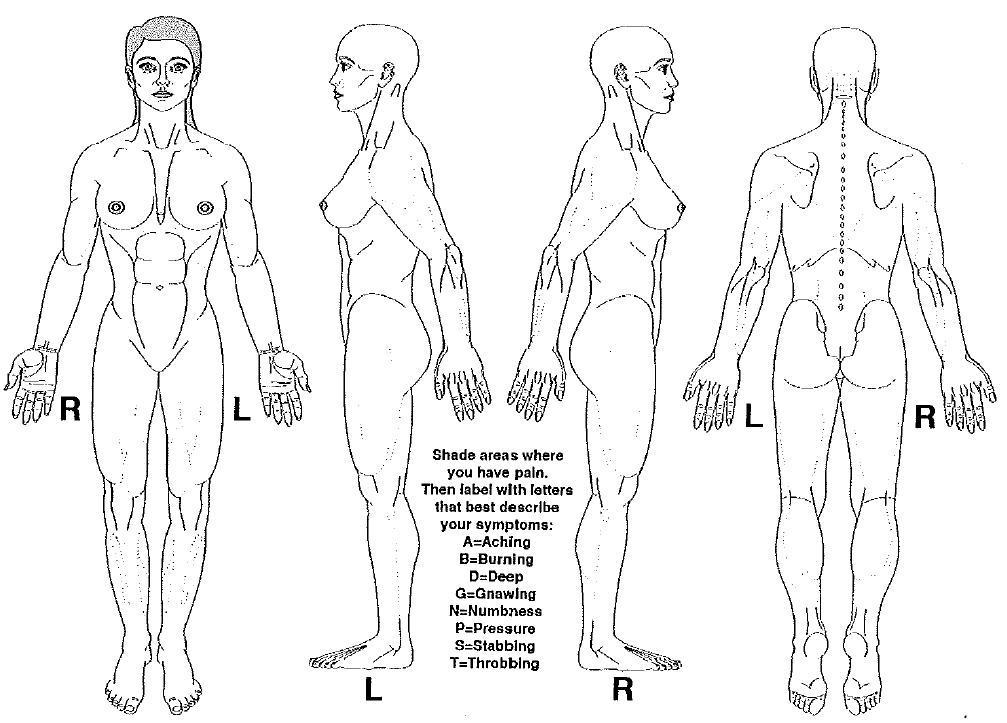 R
L
L
R
Shade areas where
you have pain.
Then label with letters
that best describe
your symptoms:
A=Aching
B=Burning
D=Deep
G=Gnawing
N=Numbness
P=Pressure
S=Stabbing
T=Throbbing
L
R